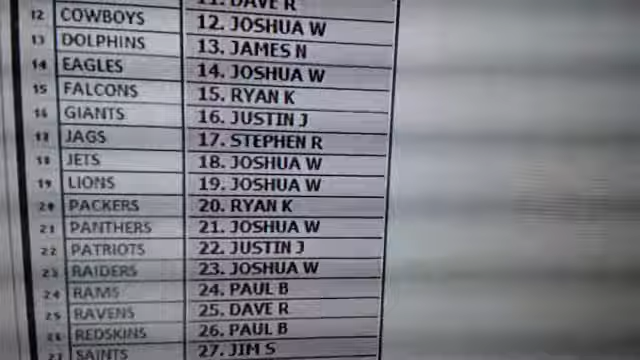 11. DAVE R
12 COWBOYS 12. JOSHUA W
13 DOLPHINS 13. JAMES N
14 EAGLES 14. JOSHUA W
15 FALCONS 15. RYAN K
16 GIANTS 16. JUSTIN J
17 JAGS 17. STEPHEN R
18 JETS 18. JOSHUA W
19 LIONS 19. JOSHUA W
20 PACKERS 20. RYAN K
21 PANTHERS 21. JOSHUA W
22 PATRIOTS 22. JUSTIN J
23 RAIDERS 23. JOSHUA W
24 RAMS 24. PAUL B
25 RAVENS 25. DAVE R
26 REDSKINS 26. PAUL B
27 SAINTS 27. JIM S